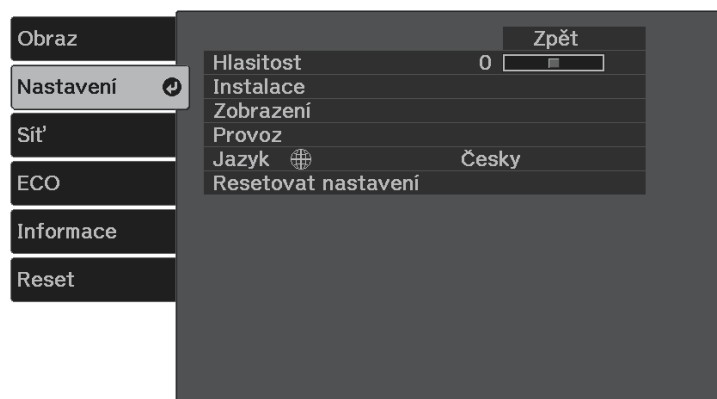 Obraz
Nastavení
Síť
ECO
Informace
Reset
Zpět
Hlasitost 0
Instalace
Zobrazení
Provoz
Jazyk Česky
Resetovat nastavení